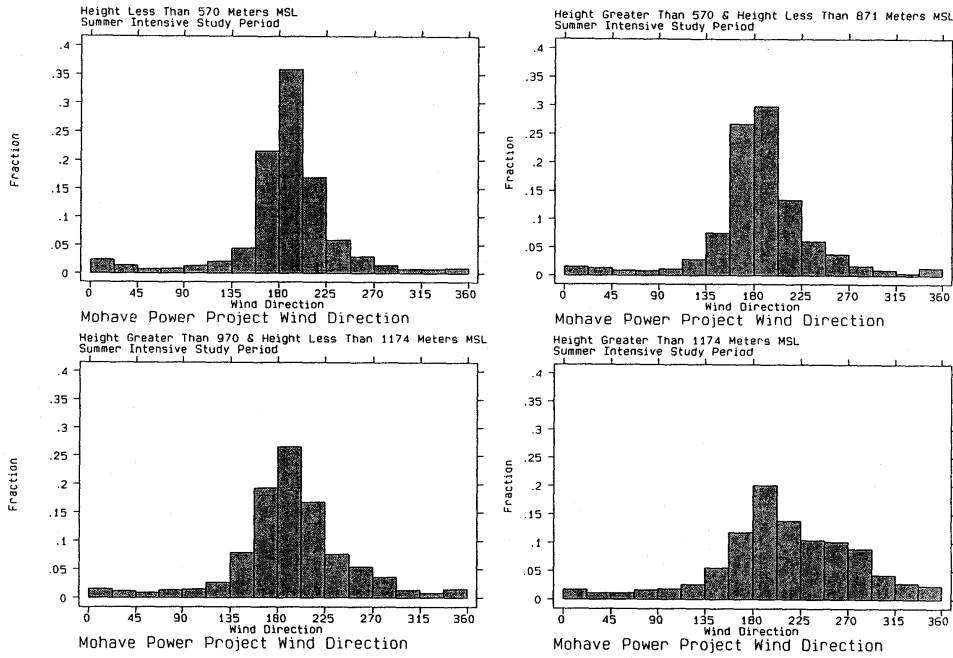 Height Less Than 570 Meters MSL
Summer Intensive Study Period
.4
.35
.3
.25
.2
.15
.1
.05
0
Fraction
0 45 90 135 180 225 270 315 360
Wind Direction
Mohave Power Project Wind Direction
Height Greater Than 570 & Height Less Than 871 Meters MSL
Summer Intensive Study Period
.4
.35
.3
.25
.2
.15
.1
.05
0
Fraction
0 45 90 135 180 225 270 315 360
Wind Direction
Mohave Power Project Wind Direction
Height Greater Than 970 & Height Less Than 1174 Meters MSL
Summer Intensive Study Period
.4
.35
.3
.25
.2
.15
.1
.05
0
Fraction
0 45 90 135 180 225 270 315 360
Wind Direction
Mohave Power Project Wind Direction
Height Greater Than 1174 Meters MSL
Summer Intensive Study Period
.4
.35
.3
.25
.2
.15
.1
.05
0
Fraction
0 45 90 135 180 225 270 315 360
Wind Direction
Mohave Power Project Wind Direction